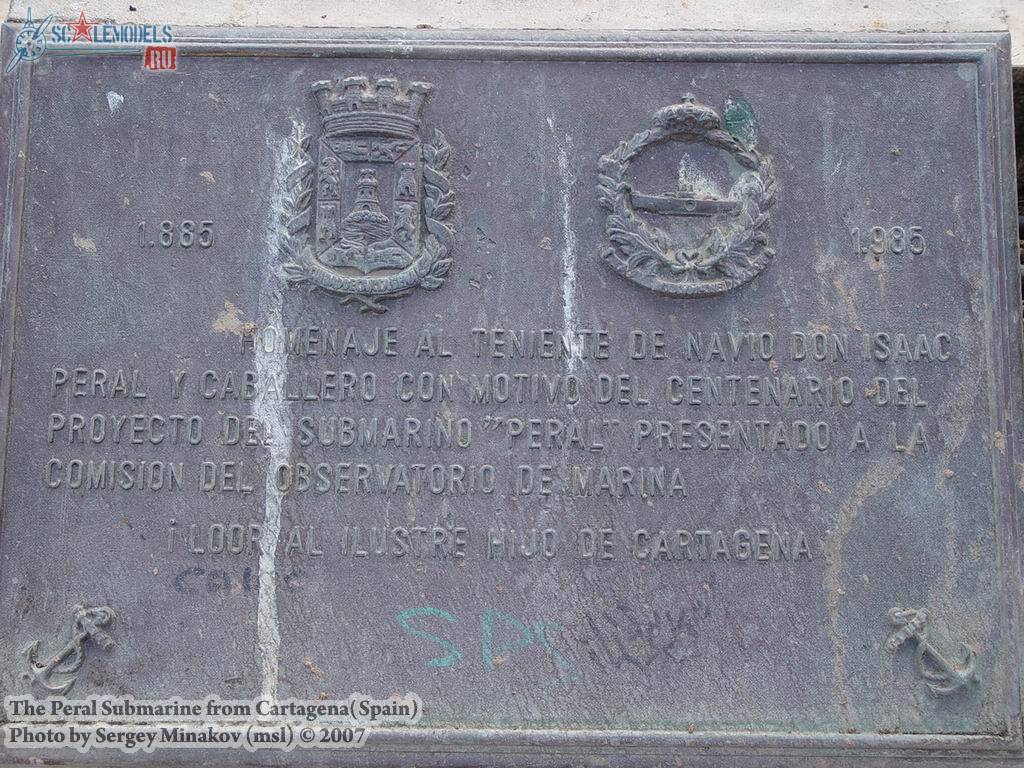 SCALEMODELS
RU
1.885
1.985
HOMENAJE AL TENIENTE DE NAVIO DON ISAAC
PERAL Y CABALLERO CON MOTIVO DEL CENTENARIO DEL
PROYECTO DEL SUBMARINO "PERAL" PRESENTADO A LA
COMISION DEL OBSERVATORIO DE MARINA
¡ LOOR AL ILUSTRE HIJO DE CARTAGENA
SPS
The Peral Submarine from Cartagena(Spain)
Photo by Sergey Minakov (msl) © 2007